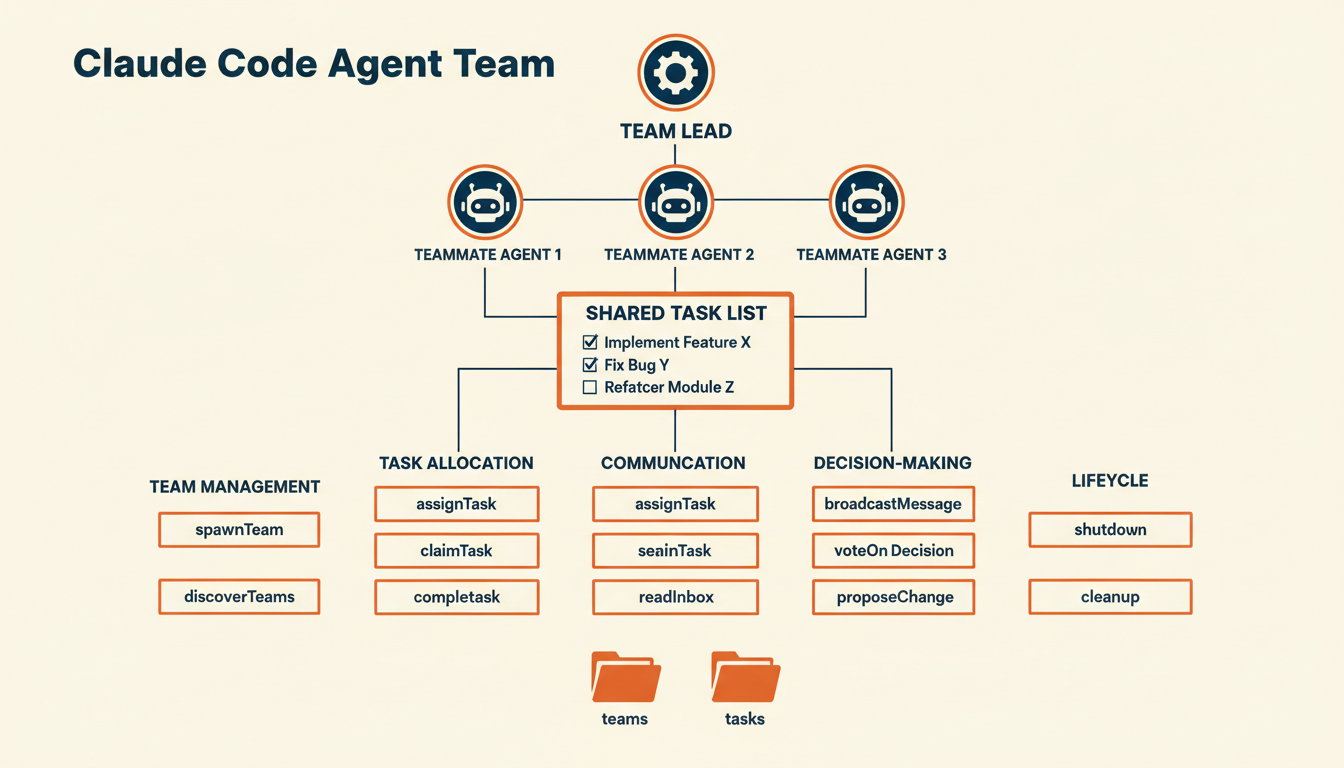 Claude Code Agent Team
TEAM LEAD
TEAMMATE AGENT 1
TEAMMATE AGENT 2
TEAMMATE AGENT 3
SHARED TASK LIST
Implement Feature X
Fix Bug Y
Refatcer Module Z
TEAM MANAGEMENT
spawnTeam
discoverTeams
TASK ALLOCATION
assignTask
claimTask
completask
COMMUNCATION
assignTask
seainTask
readInbox
DECISION-MAKING
broadcastMessage
voteOn Decision
proposeChange
LIFEYCLE
shutdown
cleanup
teams
tasks